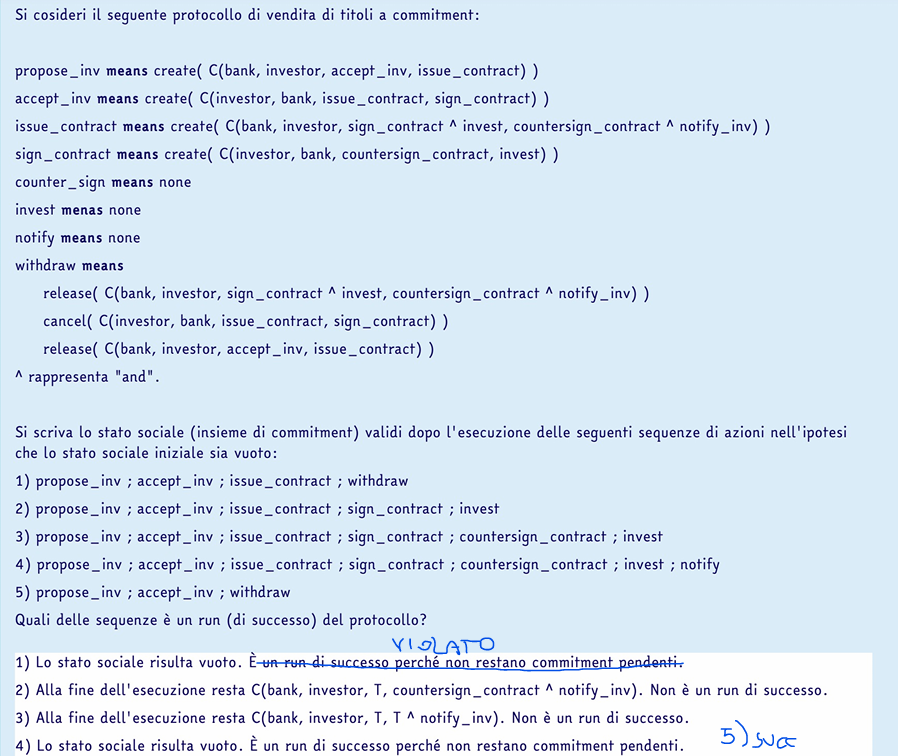 Si cosideri il seguente protocollo di vendita di titoli a commitment:
propose_inv means create( C(bank, investor, accept_inv, issue_contract) )
accept_inv means create( C(investor, bank, issue_contract, sign_contract) )
issue_contract means create( C(bank, investor, sign_contract ^ invest, countersign_contract ^ notify_inv) )
sign_contract means create( C(investor, bank, countersign_contract, invest) )
counter_sign means none
invest menas none
notify means none
withdraw means
release( C(bank, investor, sign_contract ^ invest, countersign_contract ^ notify_inv) )
cancel( C(investor, bank, issue_contract, sign_contract) )
release( C(bank, investor, accept_inv, issue_contract) )
^ rappresenta "and".
Si scriva lo stato sociale (insieme di commitment) validi dopo l'esecuzione delle seguenti sequenze di azioni nell'ipotesi
che lo stato sociale iniziale sia vuoto:
1) propose_inv ; accept_inv ; issue_contract ; withdraw
2) propose_inv ; accept_inv ; issue_contract ; sign_contract ; invest
3) propose_inv ; accept_inv ; issue_contract ; sign_contract ; countersign_contract ; invest
4) propose_inv ; accept_inv ; issue_contract ; sign_contract ; countersign_contract ; invest ; notify
5) propose_inv ; accept_inv ; withdraw
Quali delle sequenze è un run (di successo) del protocollo?
VIOLATO
1) Lo stato sociale risulta vuoto. È un run di successo perché non restano commitment pendenti.
2) Alla fine dell'esecuzione resta C(bank, investor, T, countersign_contract ^ notify_inv). Non è un run di successo.
3) Alla fine dell'esecuzione resta C(bank, investor, T, T ^ notify_inv). Non è un run di successo.
4) Lo stato sociale risulta vuoto. È un run di successo perché non restano commitment pendenti.
5)